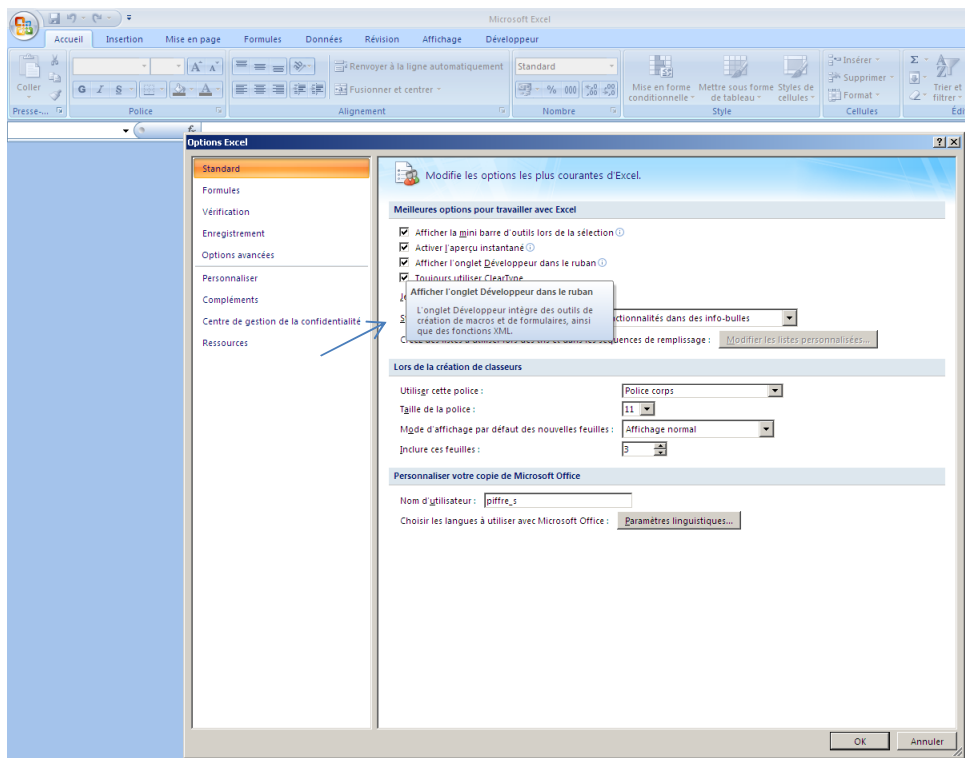 Microsoft Excel
Accueil Insertion Mise en page Formules Données Révision Affichage Développeur
Coller
G I S A
Renvoyer à la ligne automatiquement
Fusionner et centrer
Standard
% 000
Mise en forme conditionnelle
Mettre sous forme de tableau
Styles de cellules
Insérer
Supprimer
Format
Trier et filtrer
Presse-... Police Alignement Nombre Style Cellules Édi
Options Excel
Standard
Formules
Vérification
Enregistrement
Options avancées
Personnaliser
Compléments
Centre de gestion de la confidentialité
Ressources
Modifie les options les plus courantes d'Excel.
Meilleures options pour travailler avec Excel
Afficher la mini barre d'outils lors de la sélection
Activer l'aperçu instantané
Afficher l'onglet Développeur dans le ruban
Toujours utiliser ClearType
Afficher l'onglet Développeur dans le ruban
L'onglet Développeur intègre des outils de
création de macros et de formulaires, ainsi
que des fonctions XML.
dans des info-bulles
séquences de remplissage : Modifier les listes personnalisées...
Lors de la création de classeurs
Utiliser cette police : Police corps
Taille de la police : 11
Mode d'affichage par défaut des nouvelles feuilles : Affichage normal
Inclure ces feuilles : 3
Personnaliser votre copie de Microsoft Office
Nom d'utilisateur : piffre_s
Choisir les langues à utiliser avec Microsoft Office : Paramètres linguistiques...
OK Annuler